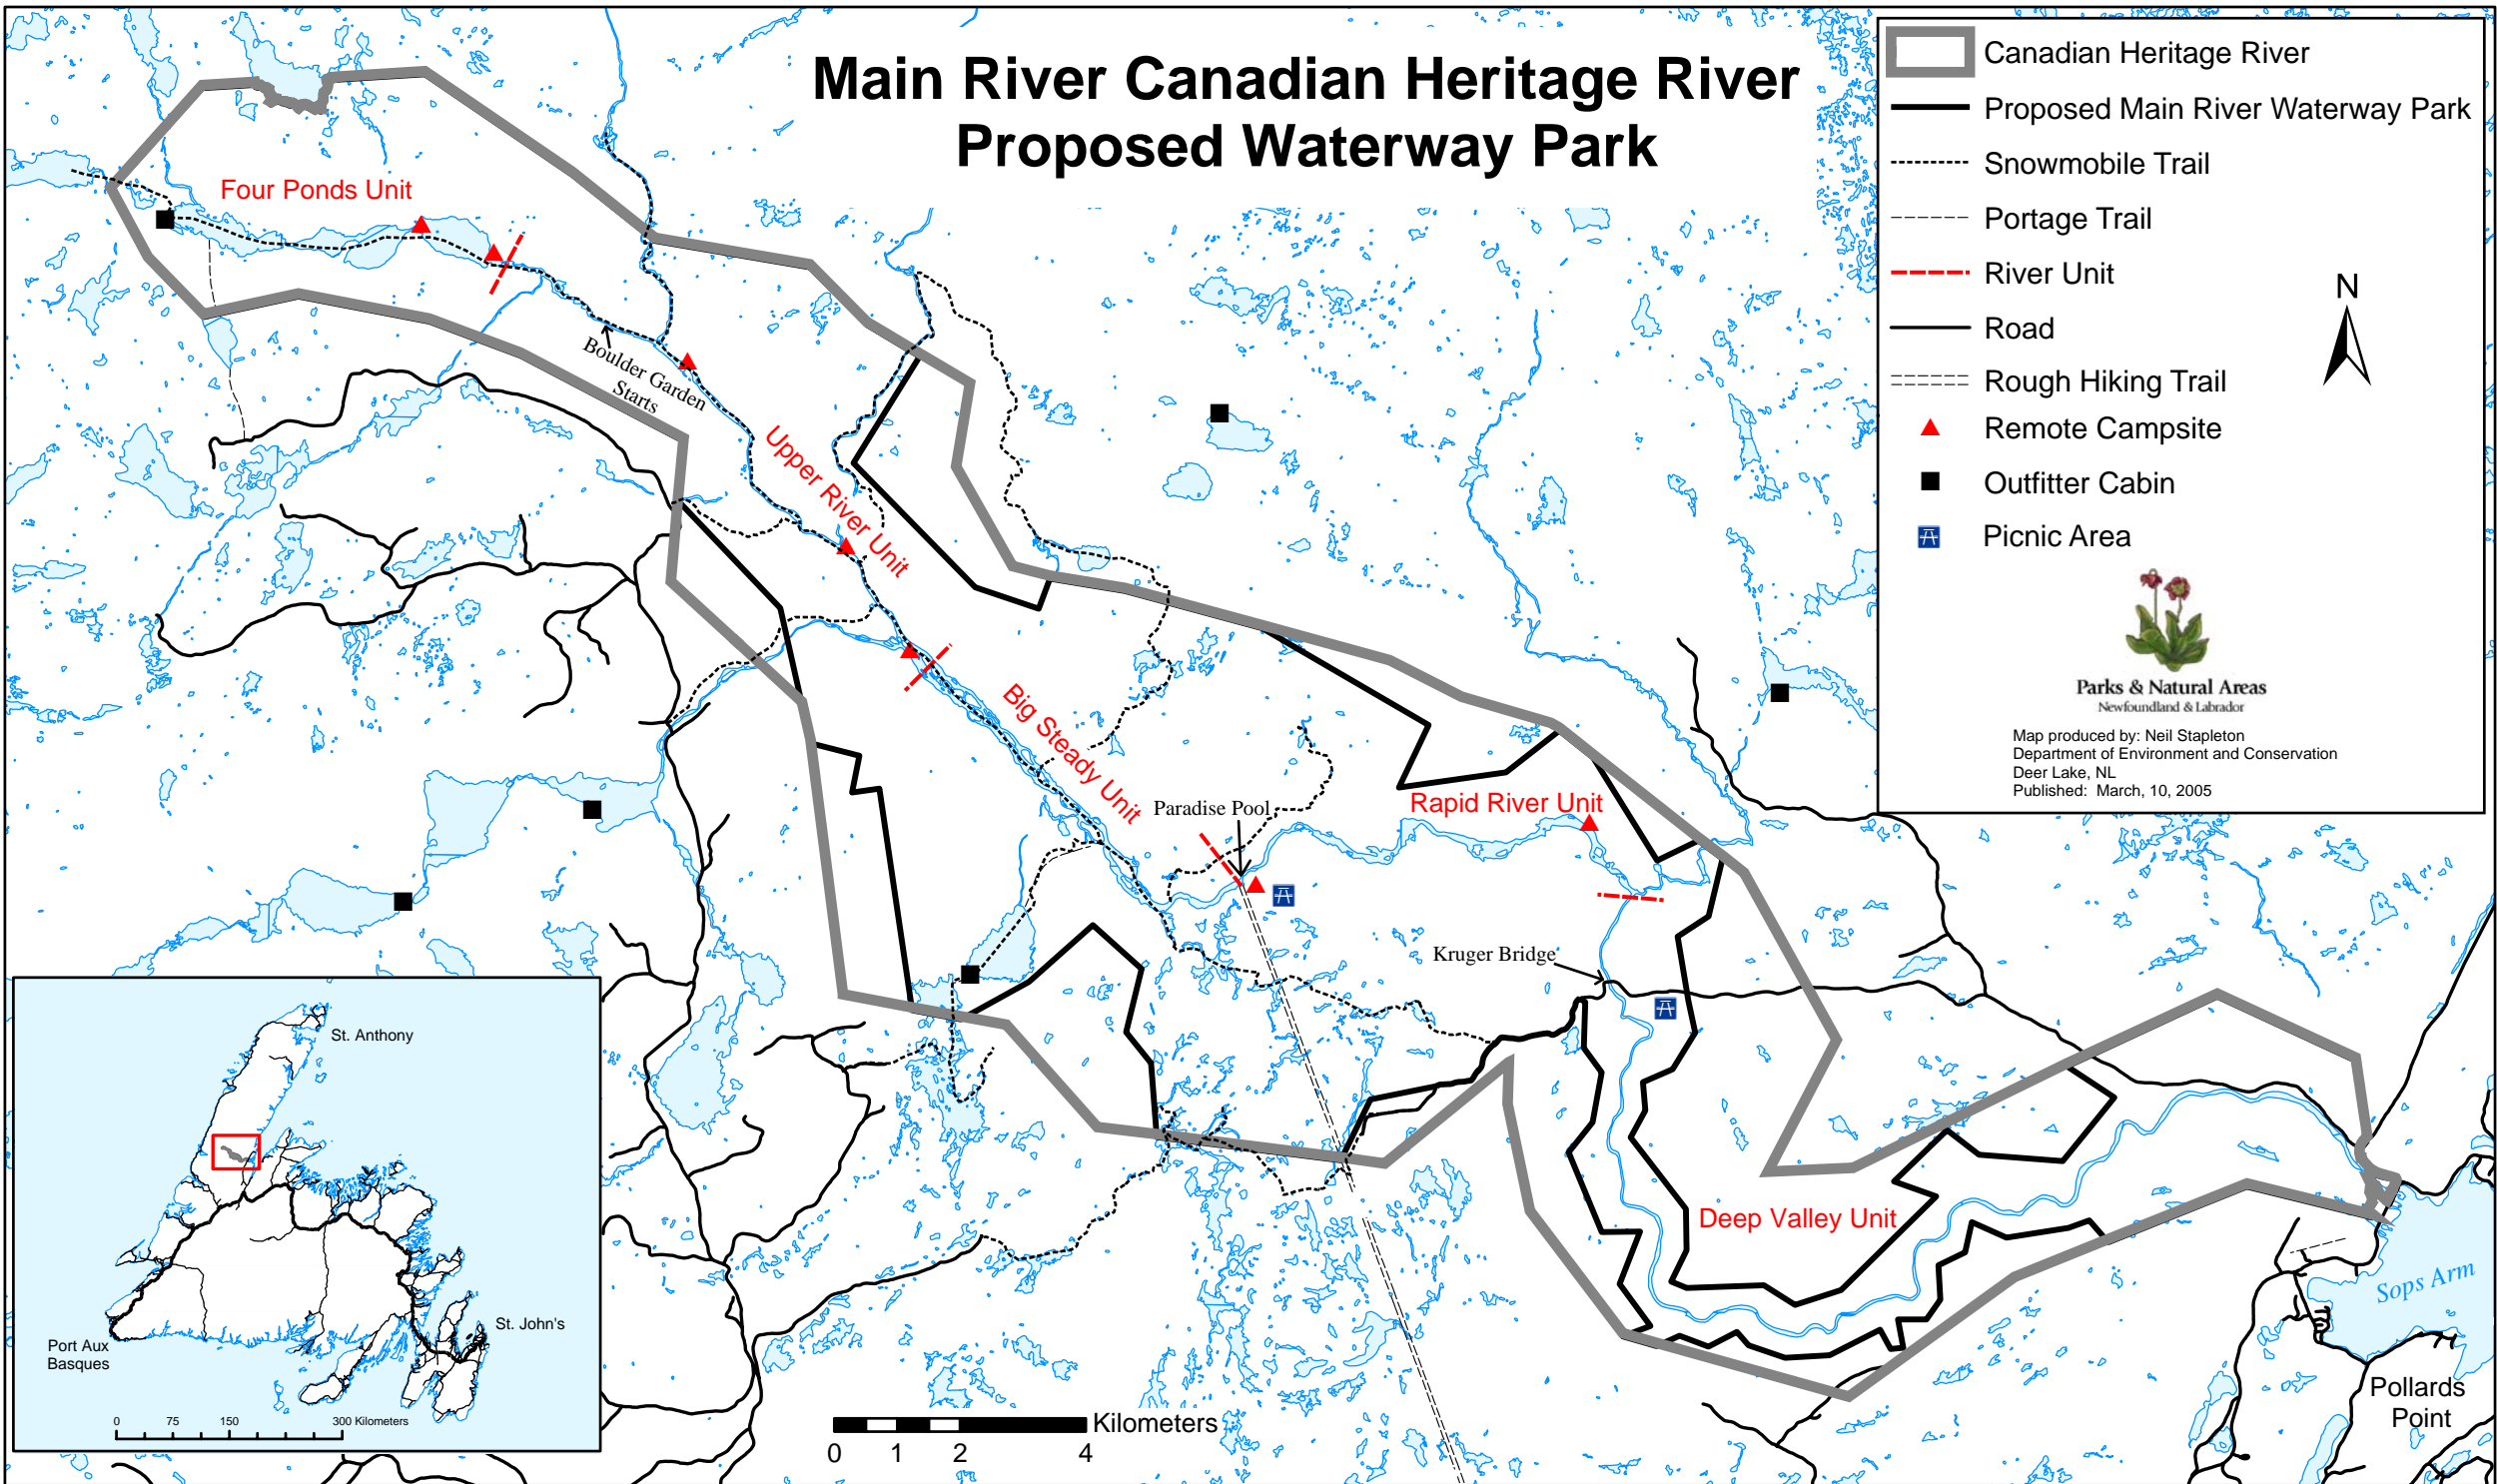 Main River Canadian Heritage River
Proposed Waterway Park
Canadian Heritage River
Proposed Main River Waterway Park
Snowmobile Trail
Portage Trail
River Unit
Road
Rough Hiking Trail
Remote Campsite
Outfitter Cabin
Picnic Area
N
Parks & Natural Areas
Newfoundland & Labrador
Map produced by: Neil Stapleton
Department of Environment and Conservation
Deer Lake, NL
Published: March, 10, 2005
Four Ponds Unit
Boulder Garden
Starts
Upper River Unit
Big Steady Unit
Paradise Pool
Rapid River Unit
Kruger Bridge
Deep Valley Unit
Sops Arm
Pollards
Point
St. Anthony
St. John's
Port Aux
Basques
0 75 150 300 Kilometers
Kilometers
0 1 2 4